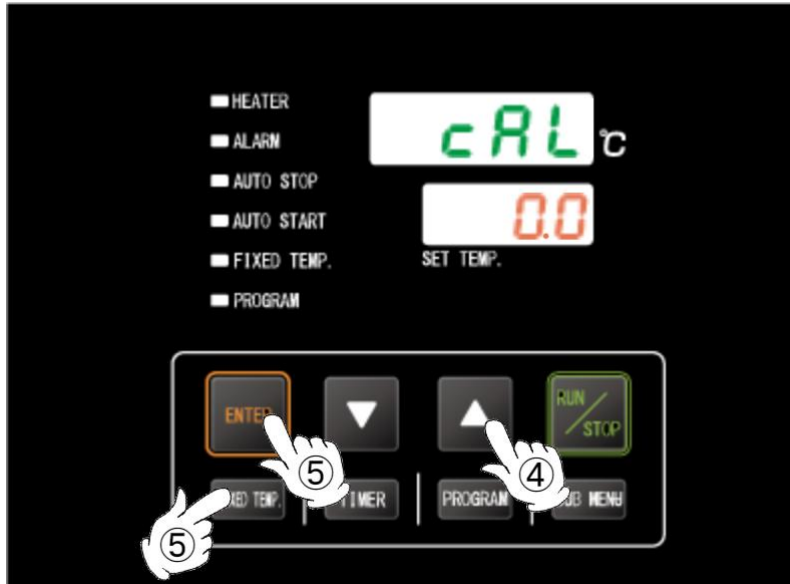 HEATER
cAL ℃
ALARM
AUTO STOP
0.0
AUTO START
FIXED TEMP.
SET TEMP.
PROGRAM
ENTER
RUN/STOP
⑤
④
TIMER
PROGRAM
MENU
⑤